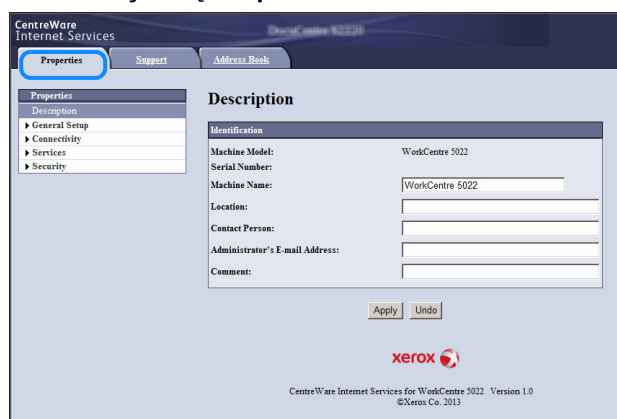 CentreWare
Internet Services
Properties
Support
Address Book
Properties
Description
General Setup
Connectivity
Services
Security
Description
Identification
Machine Model: WorkCentre 5022
Serial Number:
Machine Name: WorkCentre 5022
Location:
Contact Person:
Administrator's E-mail Address:
Comment:
Apply Undo
xerox
CentreWare Internet Services for WorkCentre 5022 Version 1.0
©Xerox Co. 2013